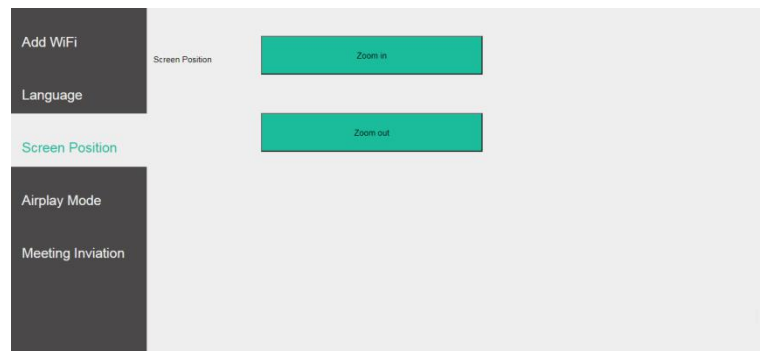 Add WiFi
Language
Screen Position
Airplay Mode
Meeting Inviation
Screen Position
Zoom in
Zoom out